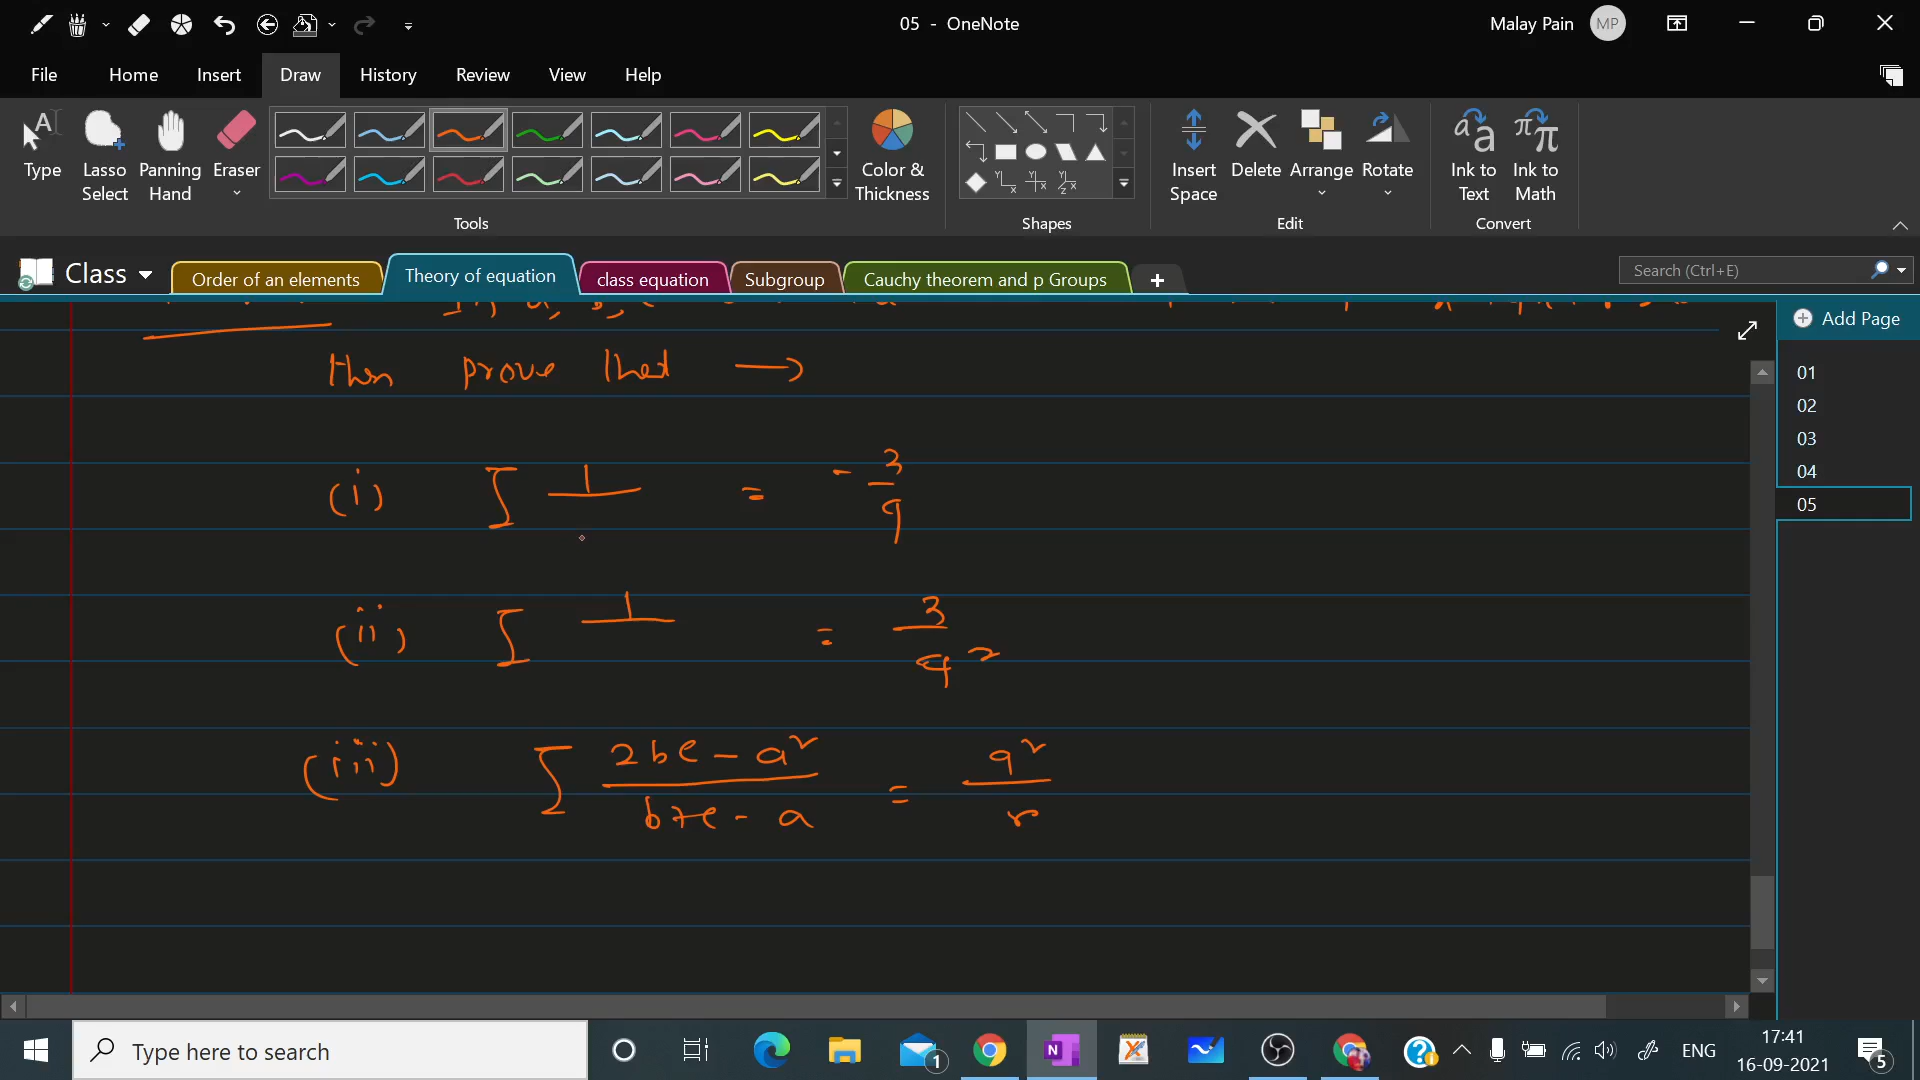 05 - OneNote
Malay Pain MP
File Home Insert Draw History Review View Help
Type
Lasso Select
Panning Hand
Eraser
Color & Thickness
Insert Space
Delete
Arrange
Rotate
Ink to Text
Ink to Math
Tools
Shapes
Edit
Convert
Class
Order of an elements
Theory of equation
class equation
Subgroup
Cauchy theorem and p Groups
+
Search (Ctrl+E)
Add Page
01
02
03
04
05
then prove that →
(i) Σ 1/ = - 3/q
(ii) Σ 1/ = 3/q²
(iii) Σ (2bc - a²)/(b+c - a) = q²/r
Type here to search
1
ENG
17:41
16-09-2021
5